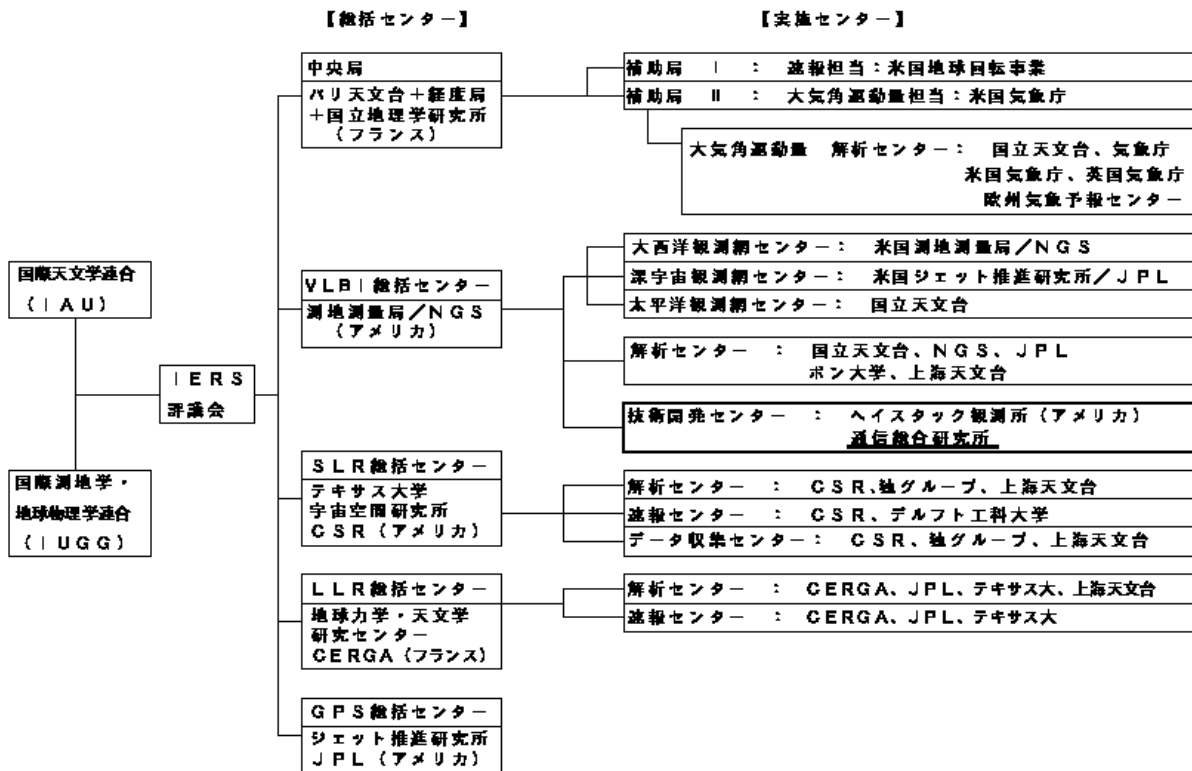 【総括センター】
【実施センター】
国際天文学連合
（ＩＡＵ）
国際測地学・
地球物理学連合
（ＩＵＧＧ）
ＩＥＲＳ
評議会
中央局
パリ天文台＋経度局
＋国立地理学研究所
（フランス）
補助局　Ⅰ　：　速報担当：米国地球回転事業
補助局　Ⅱ　：　大気角運動量担当：米国気象庁
大気角運動量　解析センター：　国立天文台、気象庁
米国気象庁、英国気象庁
欧州気象予報センター
ＶＬＢＩ総括センター
測地測量局／ＮＧＳ
（アメリカ）
大西洋観測網センター：　米国測地測量局／ＮＧＳ
深宇宙観測網センター：　米国ジェット推進研究所／ＪＰＬ
太平洋観測網センター：　国立天文台
解析センター　：　国立天文台、ＮＧＳ、ＪＰＬ
ボン大学、上海天文台
技術開発センター　：　ヘイスタック観測所（アメリカ）
通信総合研究所
ＳＬＲ総括センター
テキサス大学
宇宙空間研究所
ＣＳＲ（アメリカ）
解析センター　：　ＣＳＲ、独グループ、上海天文台
速報センター　：　ＣＳＲ、デルフト工科大学
データ収集センター：　ＣＳＲ、独グループ、上海天文台
ＬＬＲ総括センター
地球力学・天文学
研究センター
ＣＥＲＧＡ（フランス）
解析センター　：　ＣＥＲＧＡ、ＪＰＬ、テキサス大、上海天文台
速報センター　：　ＣＥＲＧＡ、ＪＰＬ、テキサス大
ＧＰＳ総括センター
ジェット推進研究所
ＪＰＬ（アメリカ）